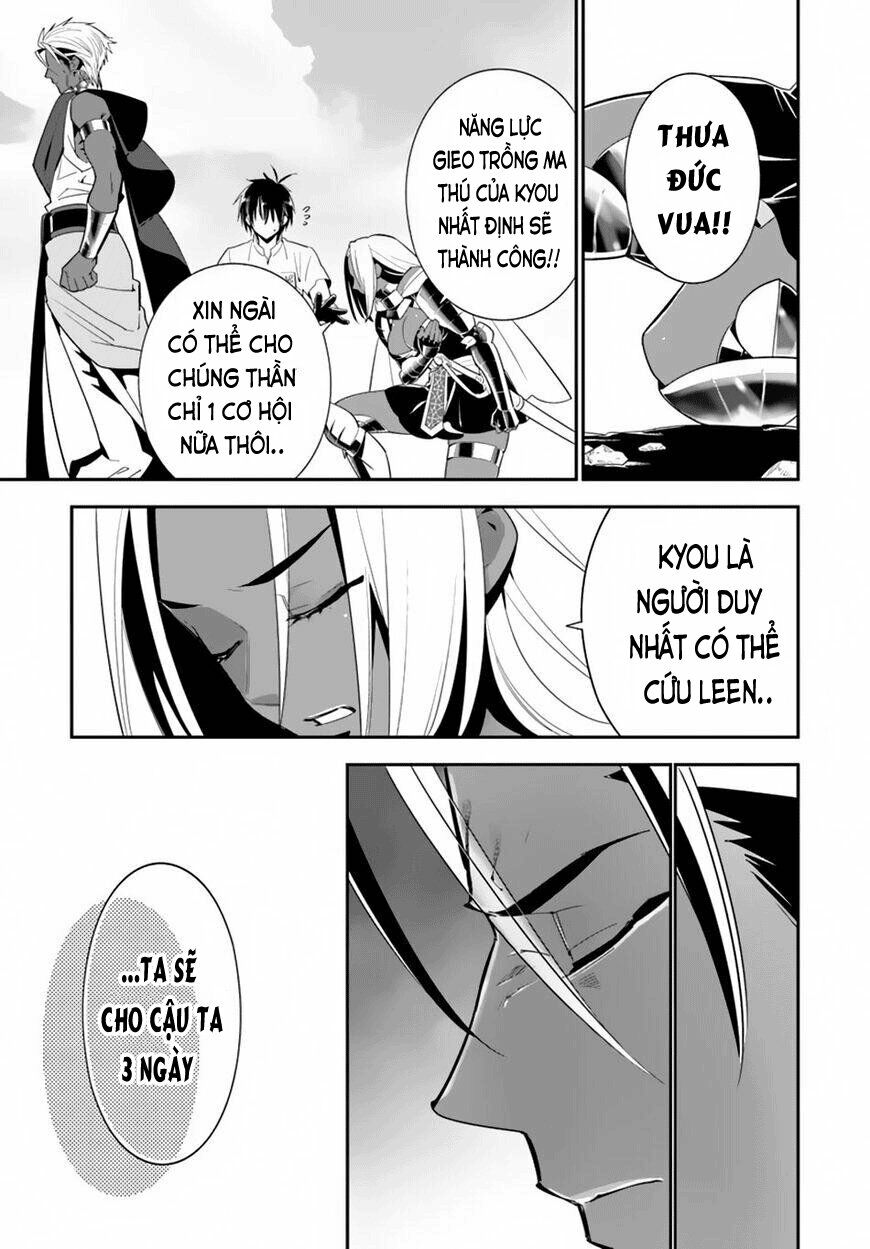 THƯA
ĐỨC
VUA!!
NĂNG LỰC
GIEO TRỒNG MA
THÚ CỦA KYOU
NHẤT ĐỊNH SẼ
THÀNH CÔNG!!
XIN NGÀI
CÓ THỂ CHO
CHÚNG THẦN
CHỈ 1 CƠ HỘI
NỮA THÔI..
KYOU LÀ
NGƯỜI DUY
NHẤT CÓ THỂ
CỨU LEEN..
...TA SẼ
CHO CẬU TA
3 NGÀY